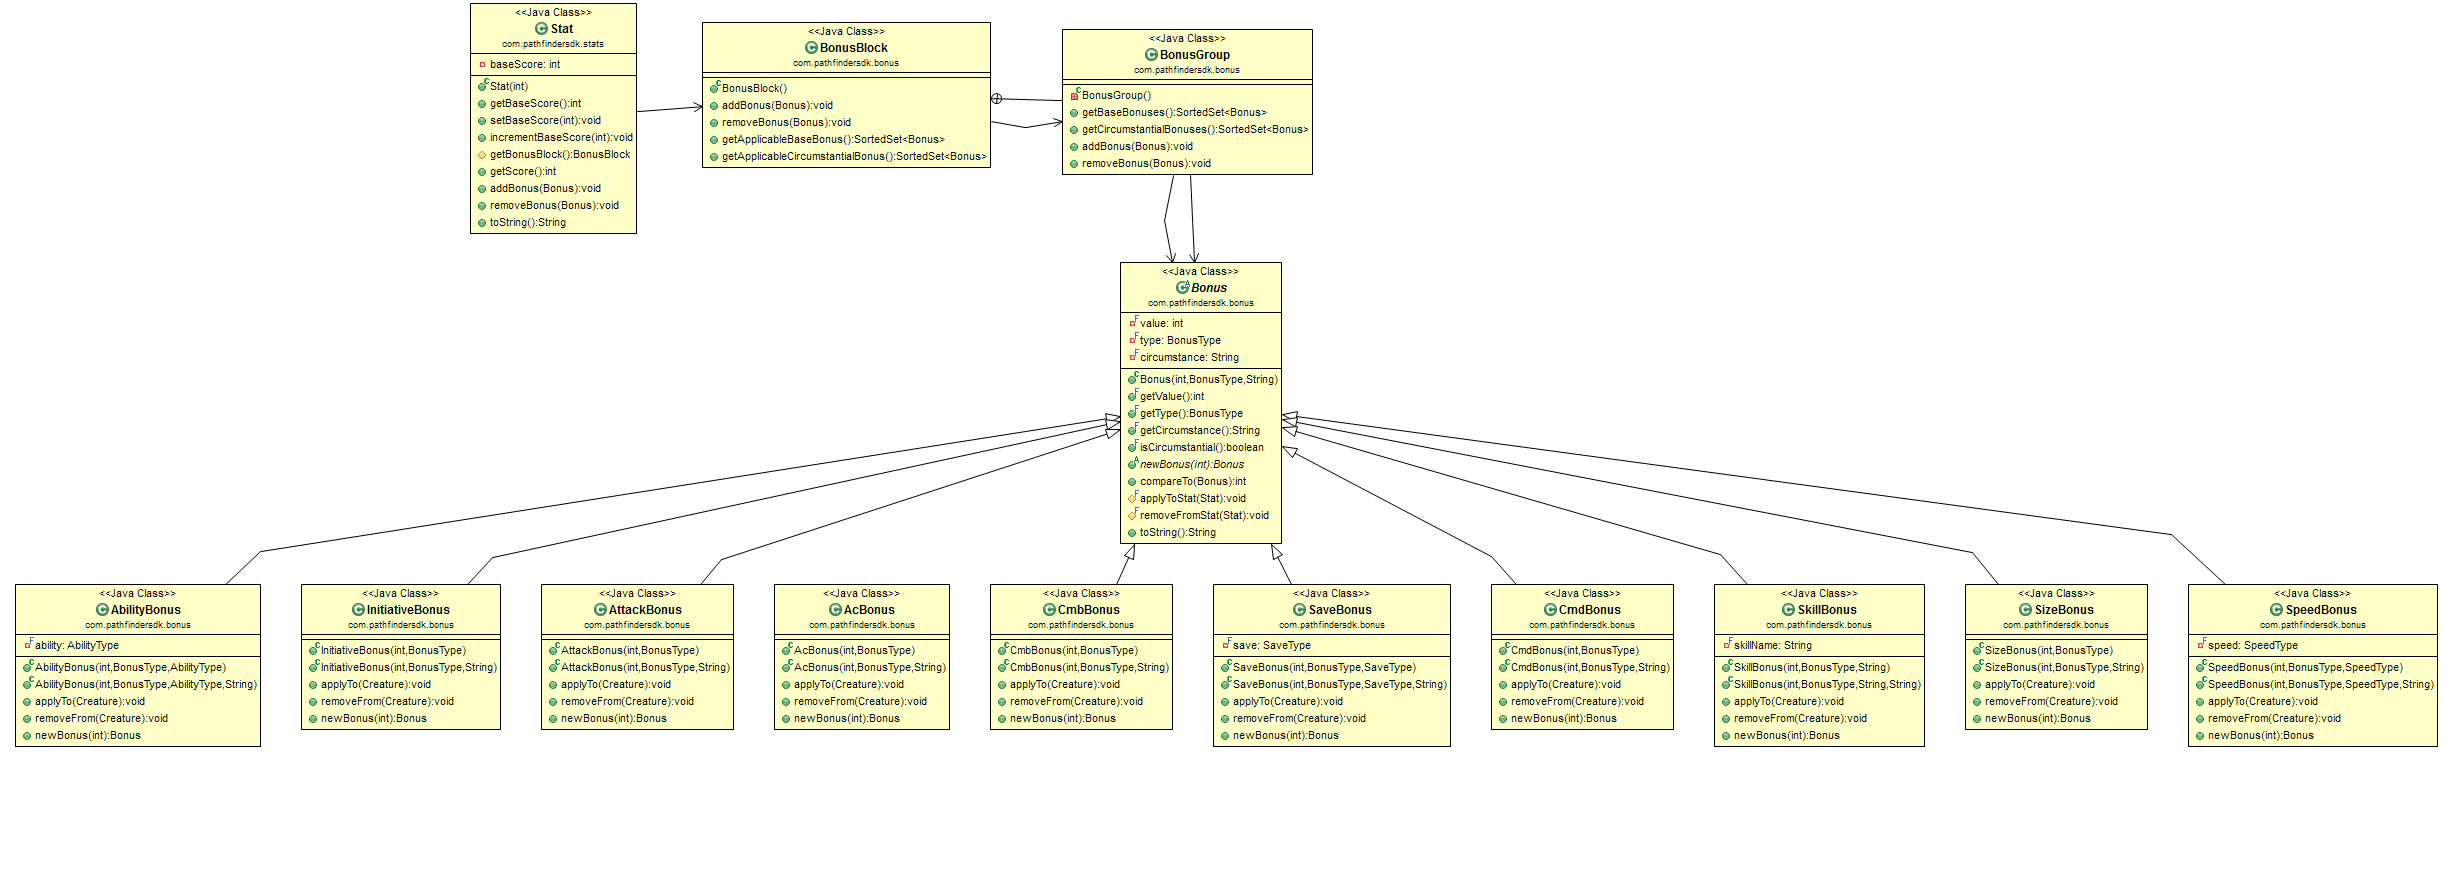 <<Java Class>>
Stat
com.pathfindersdk.stats
baseScore: int
Stat(int)
getBaseScore():int
setBaseScore(int):void
incrementBaseScore(int):void
getBonusBlock():BonusBlock
getScore():int
addBonus(Bonus):void
removeBonus(Bonus):void
toString():String
<<Java Class>>
BonusBlock
com.pathfindersdk.bonus
BonusBlock()
addBonus(Bonus):void
removeBonus(Bonus):void
getApplicableBaseBonus():SortedSet<Bonus>
getApplicableCircumstantialBonus():SortedSet<Bonus>
<<Java Class>>
BonusGroup
com.pathfindersdk.bonus
BonusGroup()
getBaseBonuses():SortedSet<Bonus>
getCircumstantialBonuses():SortedSet<Bonus>
addBonus(Bonus):void
removeBonus(Bonus):void
<<Java Class>>
Bonus
com.pathfindersdk.bonus
value: int
type: BonusType
circumstance: String
Bonus(int,BonusType,String)
getValue():int
getType():BonusType
getCircumstance():String
isCircumstantial():boolean
newBonus(int):Bonus
compareTo(Bonus):int
applyToStat(Stat):void
removeFromStat(Stat):void
toString():String
<<Java Class>>
AbilityBonus
com.pathfindersdk.bonus
ability: AbilityType
AbilityBonus(int,BonusType,AbilityType)
AbilityBonus(int,BonusType,AbilityType,String)
applyTo(Creature):void
removeFrom(Creature):void
newBonus(int):Bonus
<<Java Class>>
InitiativeBonus
com.pathfindersdk.bonus
InitiativeBonus(int,BonusType)
InitiativeBonus(int,BonusType,String)
applyTo(Creature):void
removeFrom(Creature):void
newBonus(int):Bonus
<<Java Class>>
AttackBonus
com.pathfindersdk.bonus
AttackBonus(int,BonusType)
AttackBonus(int,BonusType,String)
applyTo(Creature):void
removeFrom(Creature):void
newBonus(int):Bonus
<<Java Class>>
AcBonus
com.pathfindersdk.bonus
AcBonus(int,BonusType)
AcBonus(int,BonusType,String)
applyTo(Creature):void
removeFrom(Creature):void
newBonus(int):Bonus
<<Java Class>>
CmbBonus
com.pathfindersdk.bonus
CmbBonus(int,BonusType)
CmbBonus(int,BonusType,String)
applyTo(Creature):void
removeFrom(Creature):void
newBonus(int):Bonus
<<Java Class>>
SaveBonus
com.pathfindersdk.bonus
save: SaveType
SaveBonus(int,BonusType,SaveType)
SaveBonus(int,BonusType,SaveType,String)
applyTo(Creature):void
removeFrom(Creature):void
newBonus(int):Bonus
<<Java Class>>
CmdBonus
com.pathfindersdk.bonus
CmdBonus(int,BonusType)
CmdBonus(int,BonusType,String)
applyTo(Creature):void
removeFrom(Creature):void
newBonus(int):Bonus
<<Java Class>>
SkillBonus
com.pathfindersdk.bonus
skillName: String
SkillBonus(int,BonusType,String)
SkillBonus(int,BonusType,String,String)
applyTo(Creature):void
removeFrom(Creature):void
newBonus(int):Bonus
<<Java Class>>
SizeBonus
com.pathfindersdk.bonus
SizeBonus(int,BonusType)
SizeBonus(int,BonusType,String)
applyTo(Creature):void
removeFrom(Creature):void
newBonus(int):Bonus
<<Java Class>>
SpeedBonus
com.pathfindersdk.bonus
speed: SpeedType
SpeedBonus(int,BonusType,SpeedType)
SpeedBonus(int,BonusType,SpeedType,String)
applyTo(Creature):void
removeFrom(Creature):void
newBonus(int):Bonus